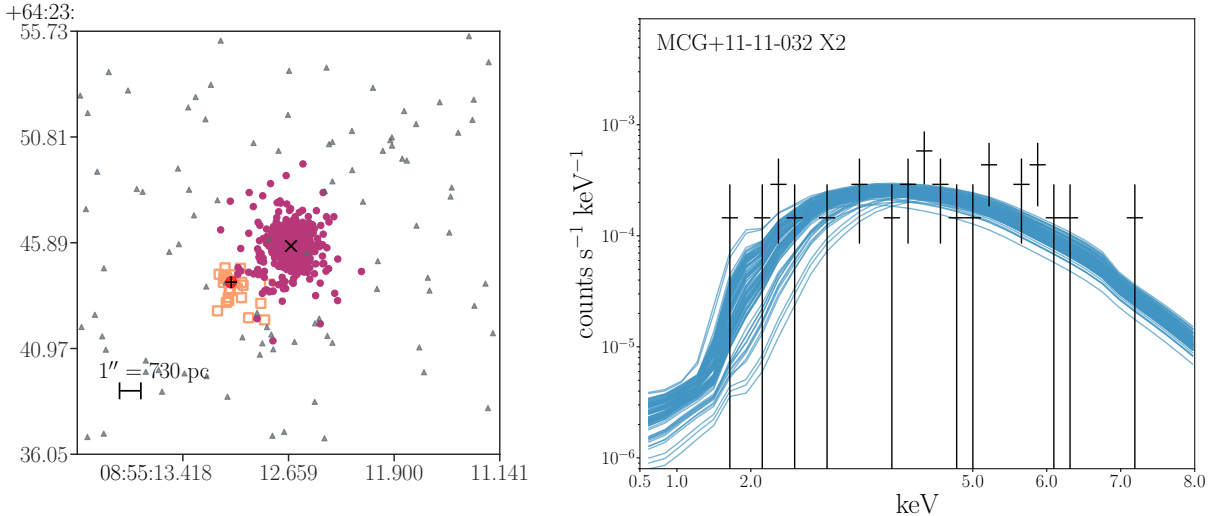 +64:23:
55.73
50.81
45.89
40.97
36.05
1″ = 730 pc
08:55:13.418 12.659 11.900 11.141
MCG+11-11-032 X2
counts s⁻¹ keV⁻¹
10⁻³
10⁻⁴
10⁻⁵
10⁻⁶
0.5 1.0 2.0 5.0 6.0 7.0 8.0
keV